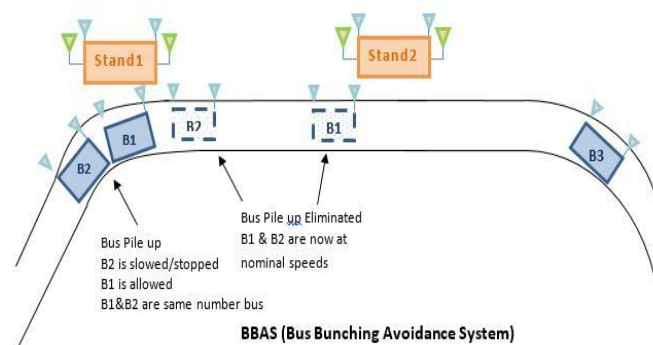 Stand1
Stand2
B2
B1
B2
B1
B3
Bus Pile up
B2 is slowed/stopped
B1 is allowed
B1&B2 are same number bus
Bus Pile up Eliminated
B1 & B2 are now at
nominal speeds
BBAS (Bus Bunching Avoidance System)